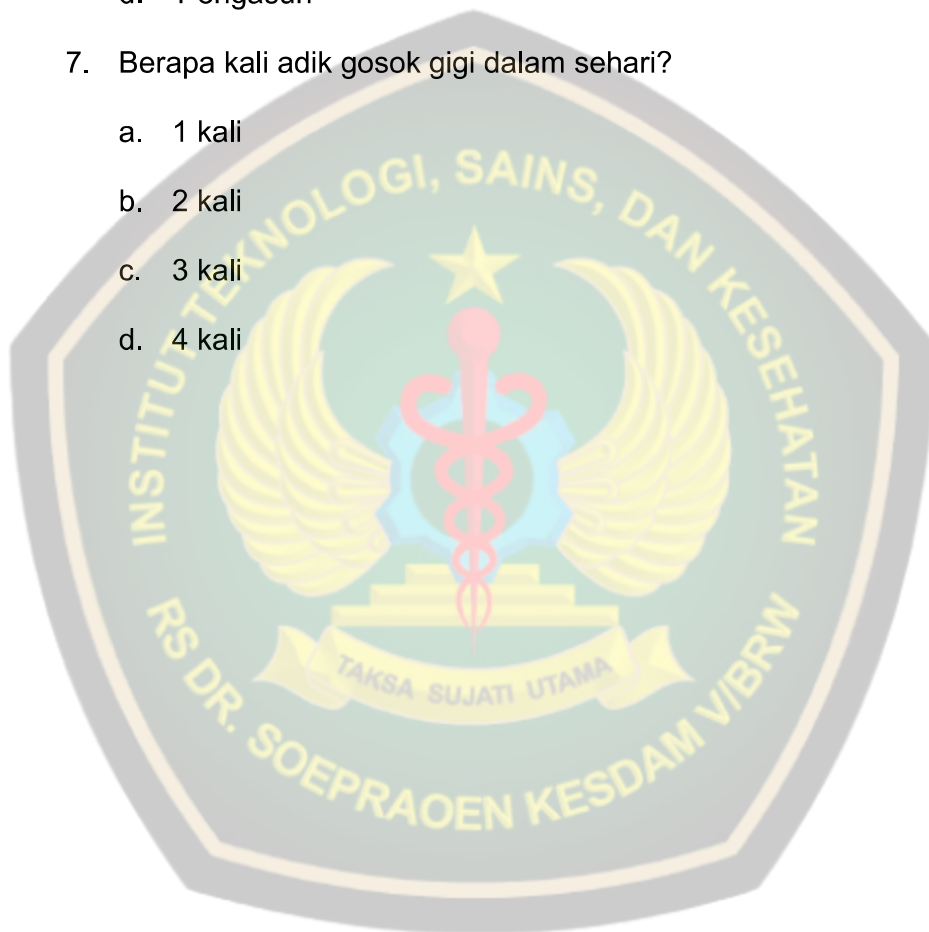 7. Berapa kali adik gosok gigi dalam sehari?
a. 1 kali
b. 2 kali
c. 3 kali
d. 4 kali
INSTITUT TEKNOLOGI, SAINS, DAN KESEHATAN
TAKSA SUJATI UTAMA
RS DR. SOEPRAOEN KESDAM V/BRW